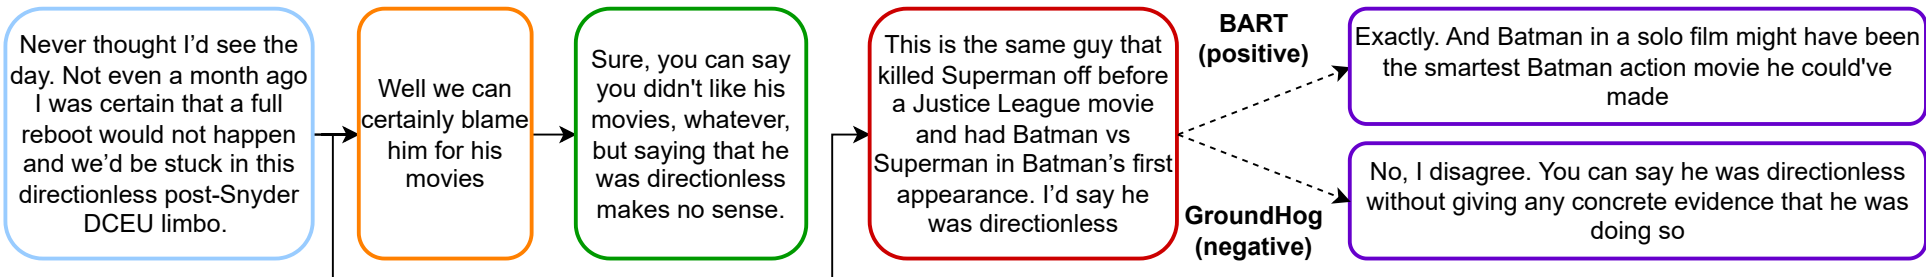 Never thought I'd see the
day. Not even a month ago
I was certain that a full
reboot would not happen
and we'd be stuck in this
directionless post-Snyder
DCEU limbo.
Well we can
certainly blame
him for his
movies
Sure, you can say
you didn't like his
movies, whatever,
but saying that he
was directionless
makes no sense.
This is the same guy that
killed Superman off before
a Justice League movie
and had Batman vs
Superman in Batman's first
appearance. I'd say he
was directionless
BART
(positive)
GroundHog
(negative)
Exactly. And Batman in a solo film might have been
the smartest Batman action movie he could've
made
No, I disagree. You can say he was directionless
without giving any concrete evidence that he was
doing so